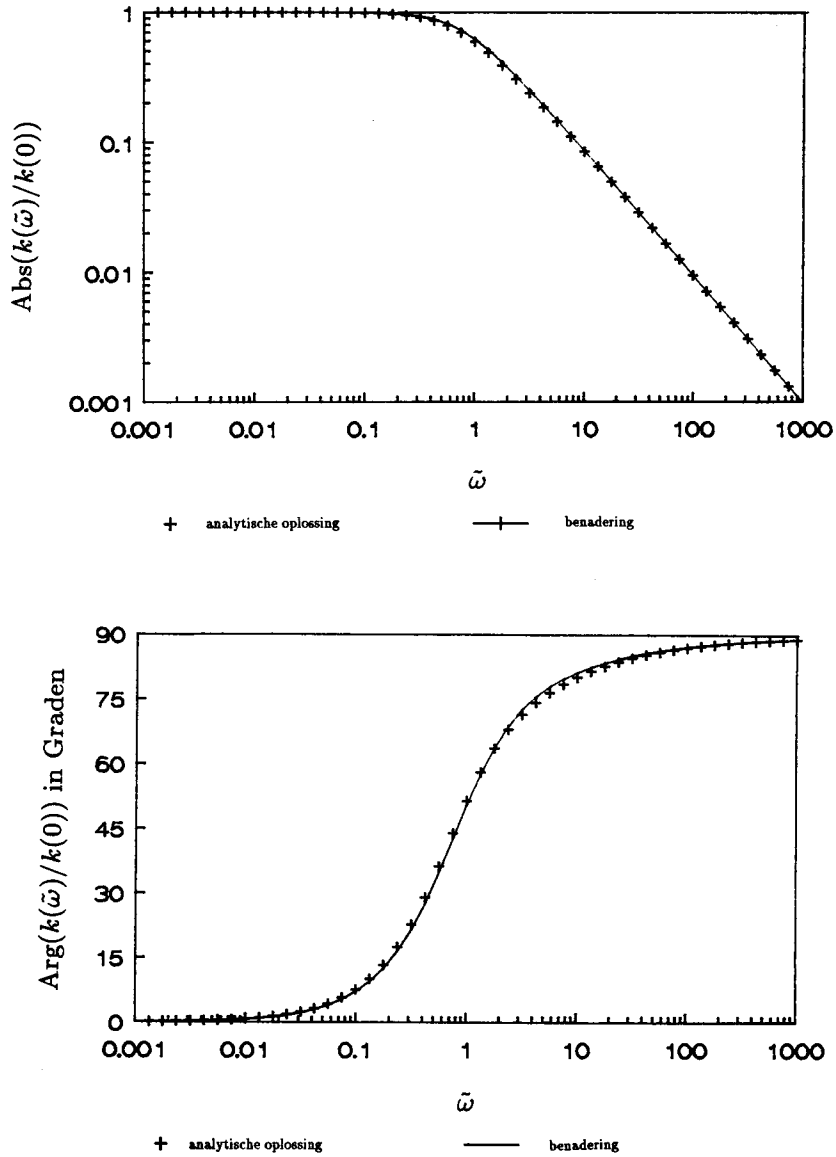 1
0.1
0.01
0.001
Abs(k(ω̃)/k(0))
0.001 0.01 0.1 1 10 100 1000
ω̃
+ analytische oplossing —+— benadering
90
75
60
45
30
15
0
Arg(k(ω̃)/k(0)) in Graden
0.001 0.01 0.1 1 10 100 1000
ω̃
+ analytische oplossing — benadering